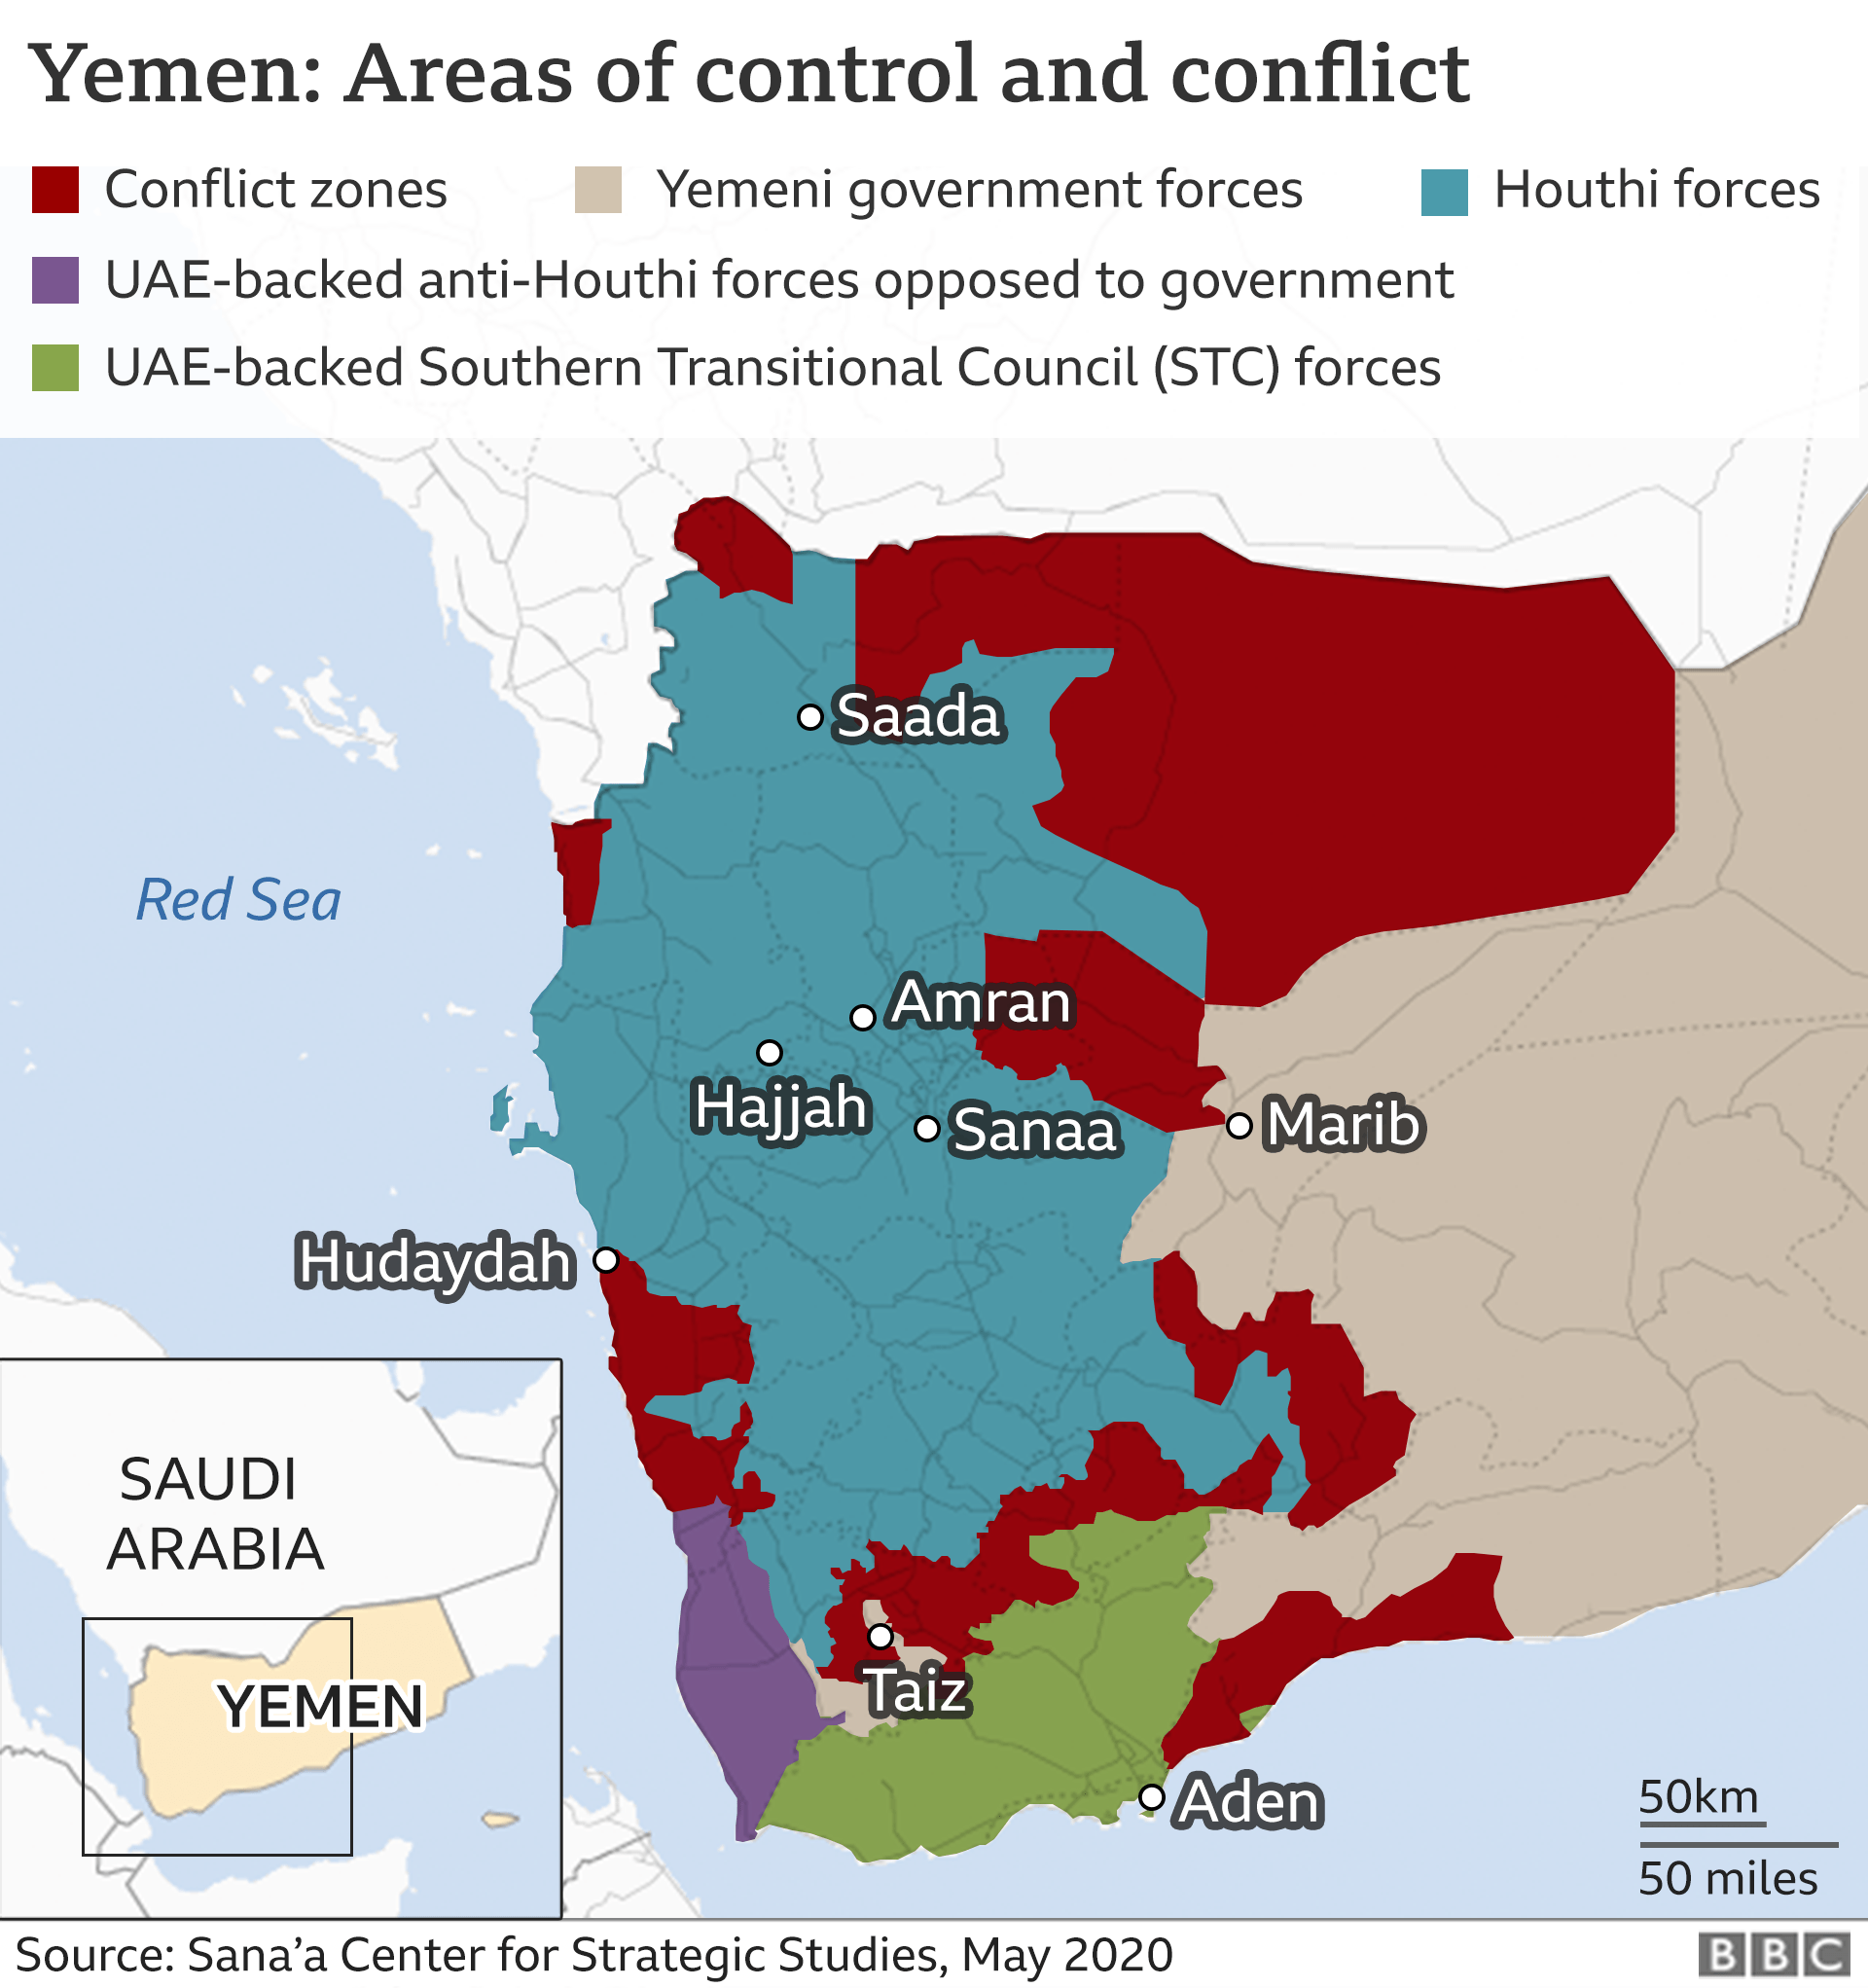 Yemen: Areas of control and conflict
Conflict zones
Yemeni government forces
Houthi forces
UAE-backed anti-Houthi forces opposed to government
UAE-backed Southern Transitional Council (STC) forces
Saada
Red Sea
Amran
Hajjah
Sanaa
Marib
Hudaydah
SAUDI
ARABIA
YEMEN
Taiz
Aden
50km
50 miles
Source: Sana’a Center for Strategic Studies, May 2020
BBC